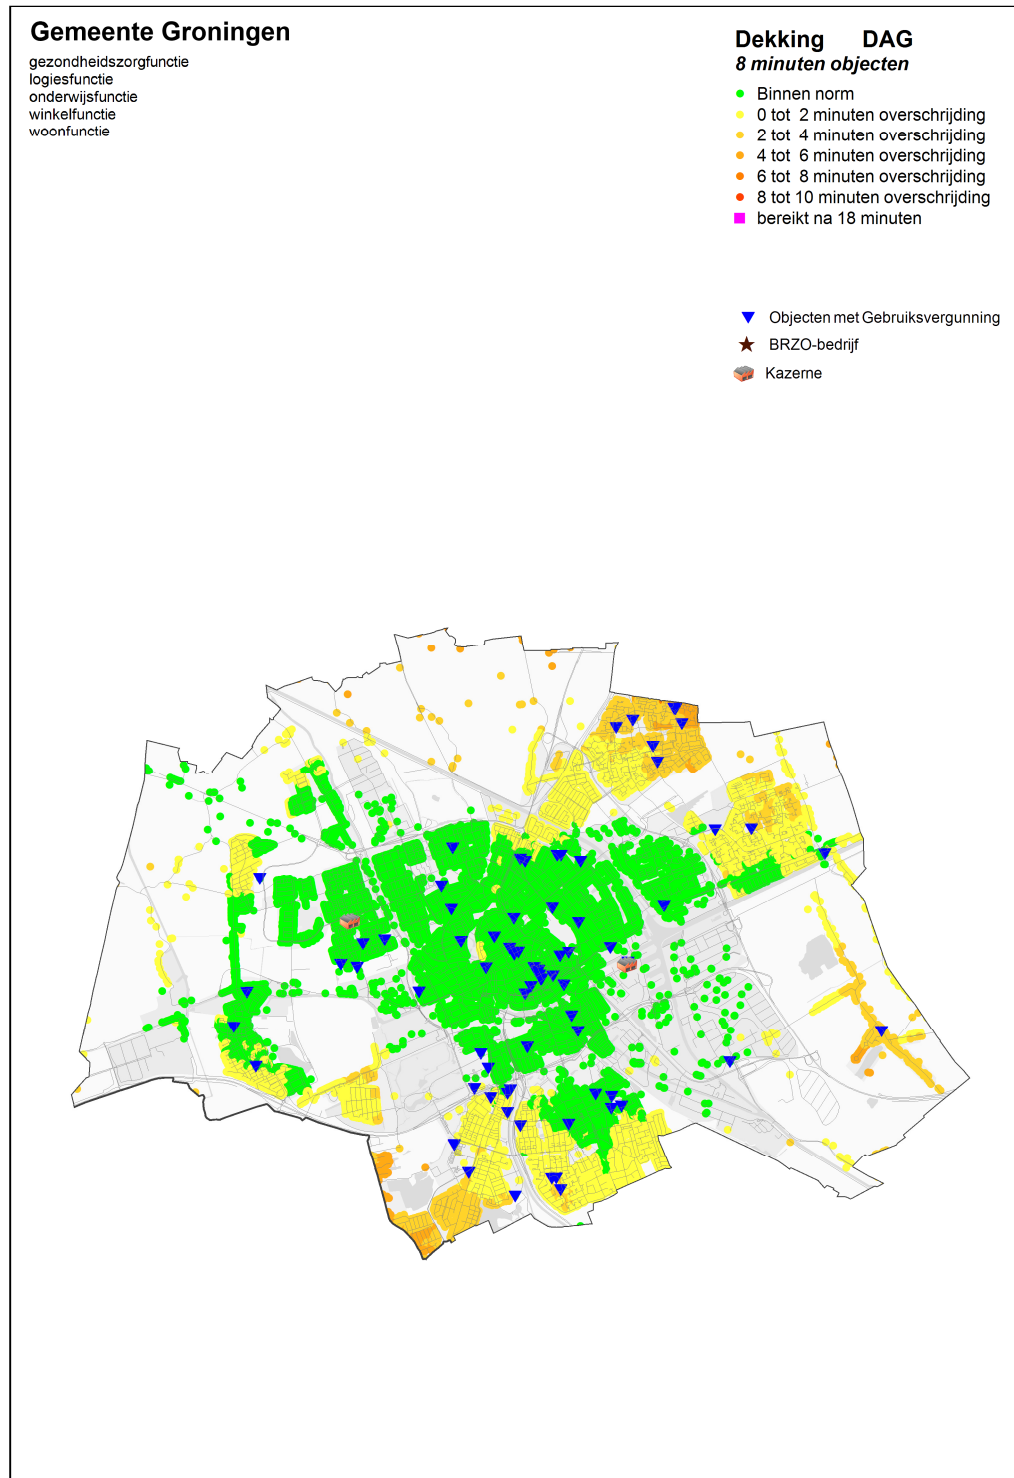 Gemeente Groningen
gezondheidszorgfunctie
logiesfunctie
onderwijsfunctie
winkelfunctie
woonfunctie
Dekking DAG
8 minuten objecten
Binnen norm
0 tot 2 minuten overschrijding
2 tot 4 minuten overschrijding
4 tot 6 minuten overschrijding
6 tot 8 minuten overschrijding
8 tot 10 minuten overschrijding
bereikt na 18 minuten
Objecten met Gebruiksvergunning
BRZO-bedrijf
Kazerne